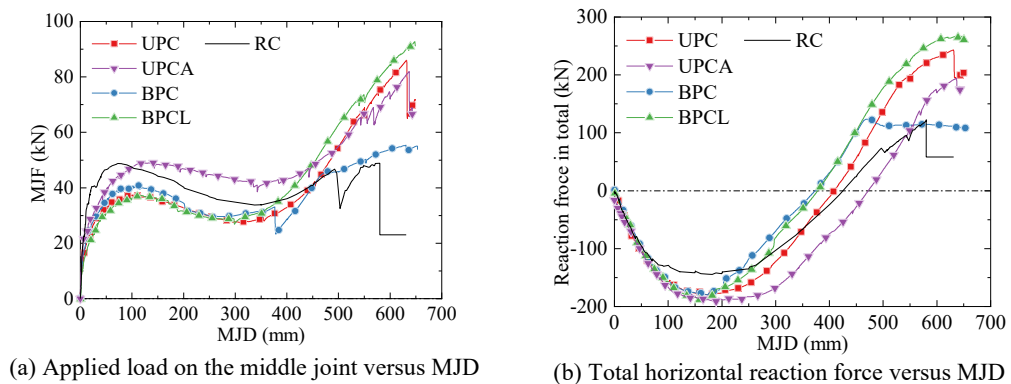 100
80
60
40
20
0
MJF (kN)
UPC
RC
UPCA
BPC
BPCL
0 100 200 300 400 500 600 700
MJD (mm)
(a) Applied load on the middle joint versus MJD
300
200
100
0
-100
-200
Reaction froce in total (kN)
UPC
RC
UPCA
BPC
BPCL
0 100 200 300 400 500 600 700
MJD (mm)
(b) Total horizontal reaction force versus MJD